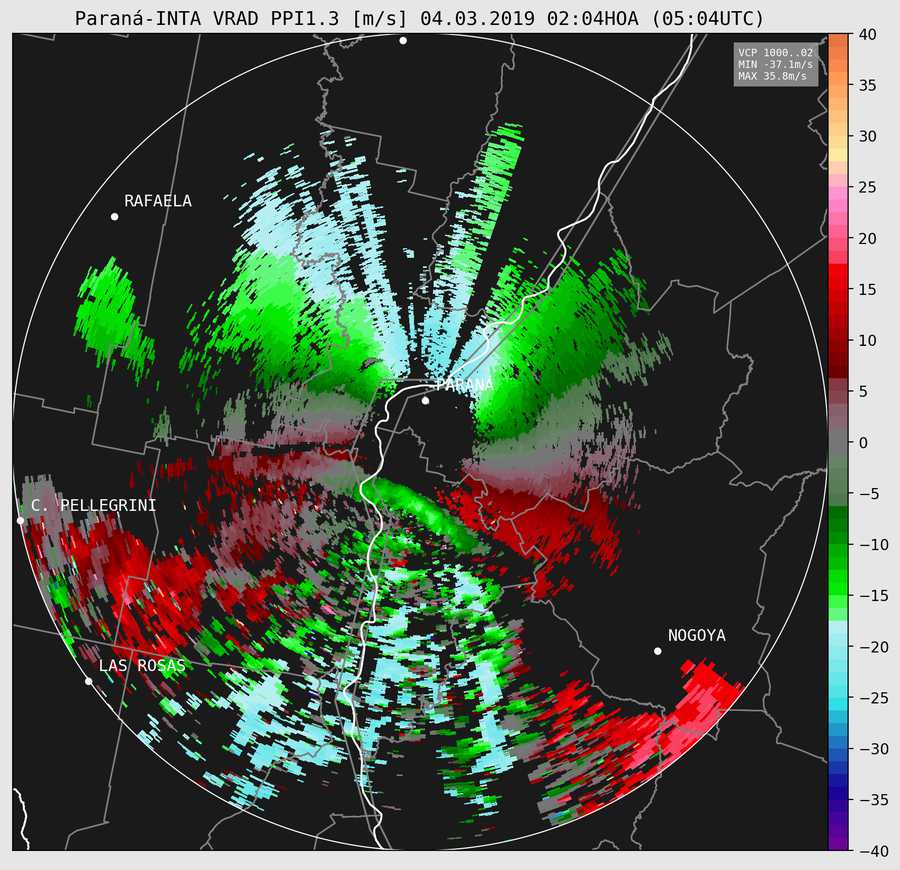 Paraná-INTA VRAD PPI1.3 [m/s] 04.03.2019 02:04HOA (05:04UTC)
VCP 1000..02
MIN -37.1m/s
MAX 35.8m/s
RAFAELA
PARANÁ
C. PELLEGRINI
NOGOYA
LAS ROSAS
40
35
30
25
20
15
10
5
0
−5
−10
−15
−20
−25
−30
−35
−40